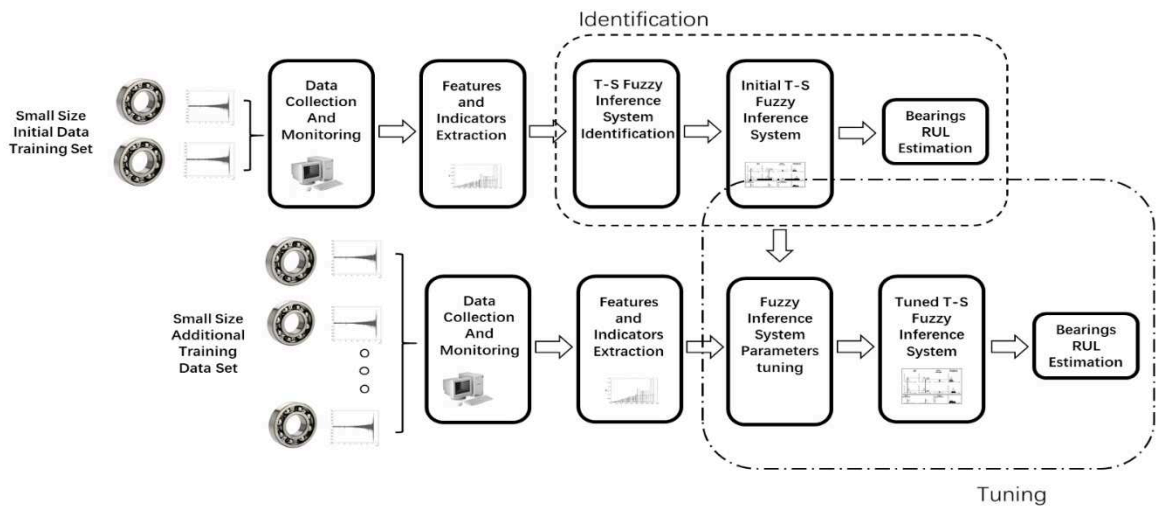 Identification
Small Size
Initial Data
Training Set
Data
Collection
And
Monitoring
Features
and
Indicators
Extraction
T-S Fuzzy
Inference
System
Identification
Initial T-S
Fuzzy
Inference
System
Bearings
RUL
Estimation
Small Size
Additional
Training
Data Set
Data
Collection
And
Monitoring
Features
and
Indicators
Extraction
Fuzzy
Inference
System
Parameters
tuning
Tuned T-S
Fuzzy
Inference
System
Bearings
RUL
Estimation
Tuning